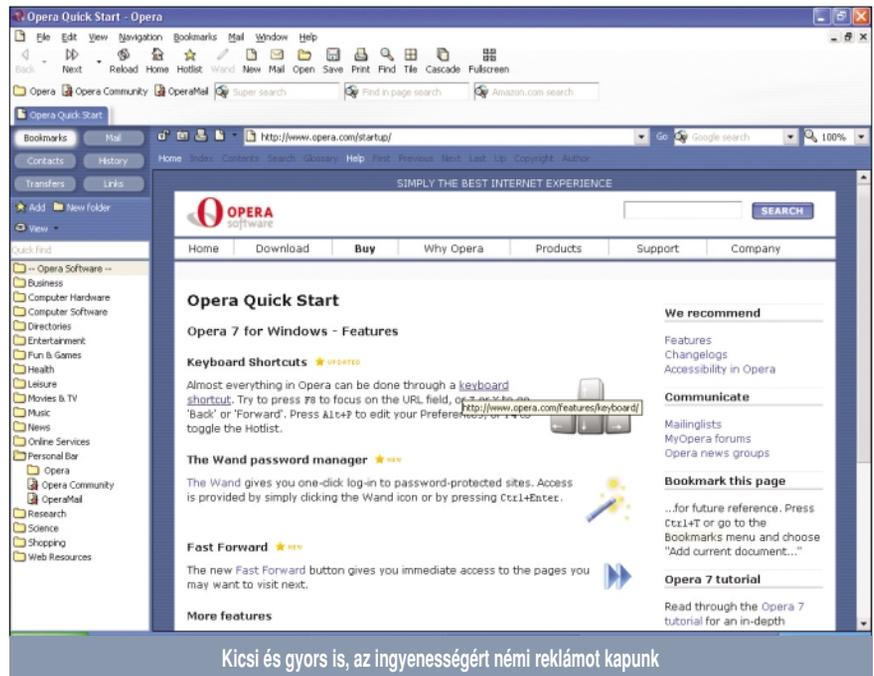 Opera Quick Start - Opera
File Edit View Navigation Bookmarks Mail Window Help
Back Next Reload Home Hotlist Wand New Mail Open Save Print Find Tile Cascade Fullscreen
Opera Opera Community OperaMail Super search Find in page search Amazon.com search
Opera Quick Start
Bookmarks Mail
Contacts History
Transfers Links
Add New folder
View
Quick find
-- Opera Software --
Business
Computer Hardware
Computer Software
Directories
Entertainment
Fun & Games
Health
Leisure
Movies & TV
Music
News
Online Services
Personal Bar
Opera
Opera Community
OperaMail
Research
Science
Shopping
Web Resources
http://www.opera.com/startup/ Go Google search 100%
Home Index Contents Search Glossary Help First Previous Next Last Up Copyright Author
SIMPLY THE BEST INTERNET EXPERIENCE
OPERA
software
SEARCH
Home Download Buy Why Opera Products Support Company
Opera Quick Start
Opera 7 for Windows - Features
Keyboard Shortcuts UPDATED
Almost everything in Opera can be done through a keyboard
shortcut. Try to press F8 to focus on the URL field, or Z or X to go
http://www.opera.com/features/keyboard/
'Back' or 'Forward'. Press Alt+P to edit your Preferences, or F4 to
toggle the Hotlist.
The Wand password manager NEW
The Wand gives you one-click log-in to password-protected sites. Access
is provided by simply clicking the Wand icon or by pressing Ctrl+Enter.
Fast Forward NEW
The new Fast Forward button gives you immediate access to the pages you
may want to visit next.
More features
We recommend
Features
Changelogs
Accessibility in Opera
Communicate
Mailinglists
MyOpera forums
Opera news groups
Bookmark this page
...for future reference. Press
Ctrl+T or go to the
Bookmarks menu and choose
"Add current document..."
Opera 7 tutorial
Read through the Opera 7
tutorial for an in-depth
Kicsi és gyors is, az ingyenességért némi reklámot kapunk